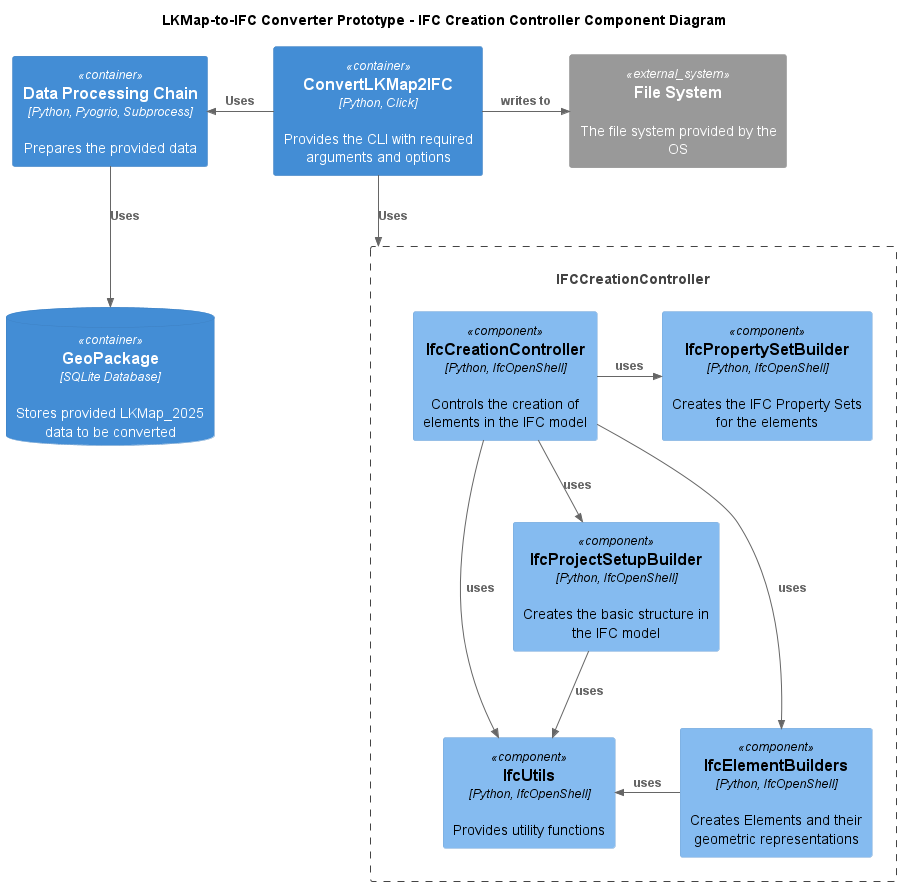 LKMap-to-IFC Converter Prototype - IFC Creation Controller Component Diagram
«container»
Data Processing Chain
[Python, Pyogrio, Subprocess]
Prepares the provided data
Uses
«container»
ConvertLKMap2IFC
[Python, Click]
Provides the CLI with required
arguments and options
writes to
«external_system»
File System
The file system provided by the
OS
Uses
Uses
«container»
GeoPackage
[SQLite Database]
Stores provided LKMap_2025
data to be converted
IFCCreationController
«component»
IfcCreationController
[Python, IfcOpenShell]
Controls the creation of
elements in the IFC model
uses
«component»
IfcPropertySetBuilder
[Python, IfcOpenShell]
Creates the IFC Property Sets
for the elements
uses
«component»
IfcProjectSetupBuilder
[Python, IfcOpenShell]
Creates the basic structure in
the IFC model
uses
uses
uses
«component»
IfcUtils
[Python, IfcOpenShell]
Provides utility functions
uses
«component»
IfcElementBuilders
[Python, IfcOpenShell]
Creates Elements and their
geometric representations